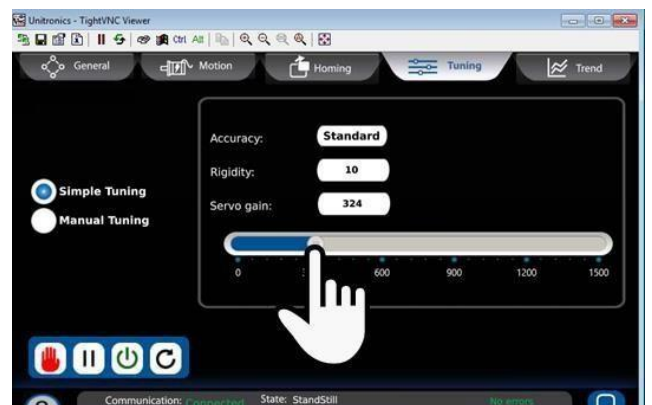 Unitronics - TightVNC Viewer
Ctrl Alt
General Motion Homing Tuning Trend
Accuracy: Standard
Rigidity: 10
Simple Tuning
Servo gain: 324
Manual Tuning
0 600 900 1200 1500
Communication: Connected State: StandStill No errors